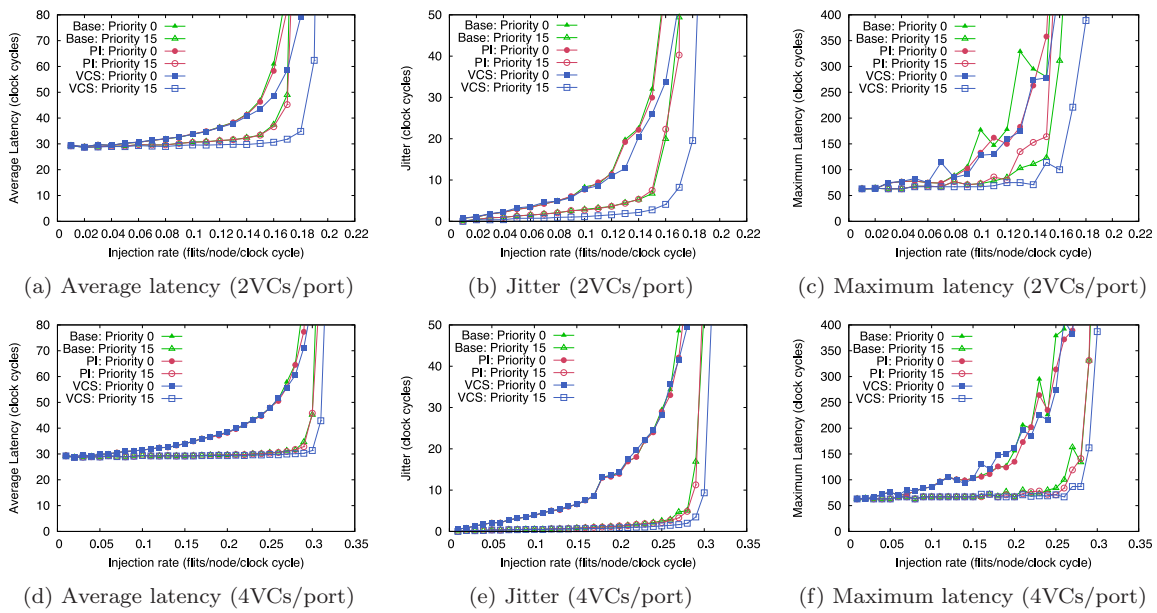 Average Latency (clock cycles)
80
70
60
50
40
30
20
10
0
Base: Priority 0
Base: Priority 15
PI: Priority 0
PI: Priority 15
VCS: Priority 0
VCS: Priority 15
0.02 0.04 0.06 0.08 0.1 0.12 0.14 0.16 0.18 0.2 0.22
Injection rate (flits/node/clock cycle)
(a) Average latency (2VCs/port)
Jitter (clock cycles)
50
40
30
20
10
0
Base: Priority 0
Base: Priority 15
PI: Priority 0
PI: Priority 15
VCS: Priority 0
VCS: Priority 15
0.02 0.04 0.06 0.08 0.1 0.12 0.14 0.16 0.18 0.2 0.22
Injection rate (flits/node/clock cycle)
(b) Jitter (2VCs/port)
Maximum Latency (clock cycles)
400
350
300
250
200
150
100
50
0
Base: Priority 0
Base: Priority 15
PI: Priority 0
PI: Priority 15
VCS: Priority 0
VCS: Priority 15
0.02 0.04 0.06 0.08 0.1 0.12 0.14 0.16 0.18 0.2 0.22
Injection rate (flits/node/clock cycle)
(c) Maximum latency (2VCs/port)
Average Latency (clock cycles)
80
70
60
50
40
30
20
10
0
Base: Priority 0
Base: Priority 15
PI: Priority 0
PI: Priority 15
VCS: Priority 0
VCS: Priority 15
0.05 0.1 0.15 0.2 0.25 0.3 0.35
Injection rate (flits/node/clock cycles)
(d) Average latency (4VCs/port)
Jitter (clock cycles)
50
40
30
20
10
0
Base: Priority 0
Base: Priority 15
PI: Priority 0
PI: Priority 15
VCS: Priority 0
VCS: Priority 15
0.05 0.1 0.15 0.2 0.25 0.3 0.35
Injection rate (flits/node/clock cycles)
(e) Jitter (4VCs/port)
Maximum Latency (clock cycles)
400
350
300
250
200
150
100
50
0
Base: Priority 0
Base: Priority 15
PI: Priority 0
PI: Priority 15
VCS: Priority 0
VCS: Priority 15
0.05 0.1 0.15 0.2 0.25 0.3 0.35
Injection rate (flits/node/clock cycles)
(f) Maximum latency (4VCs/port)